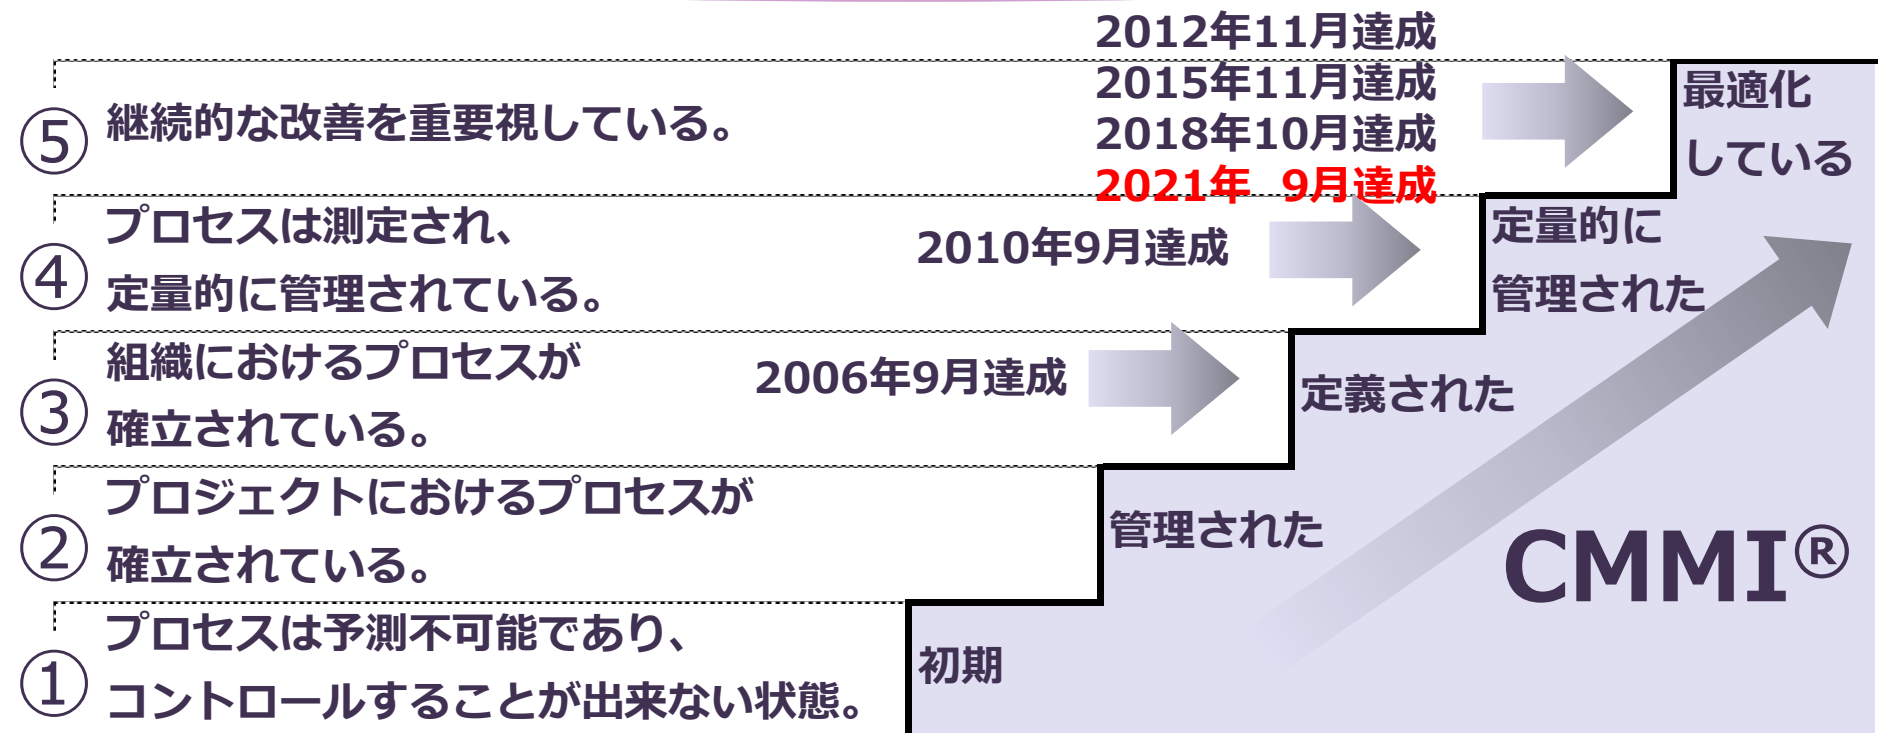 2012年11月達成
2015年11月達成
2018年10月達成
2021年 9月達成
⑤ 継続的な改善を重要視している。
最適化
している
④ プロセスは測定され、
定量的に管理されている。
2010年9月達成
定量的に
管理された
③ 組織におけるプロセスが
確立されている。
2006年9月達成
定義された
② プロジェクトにおけるプロセスが
確立されている。
管理された
① プロセスは予測不可能であり、
コントロールすることが出来ない状態。
初期
CMMI®